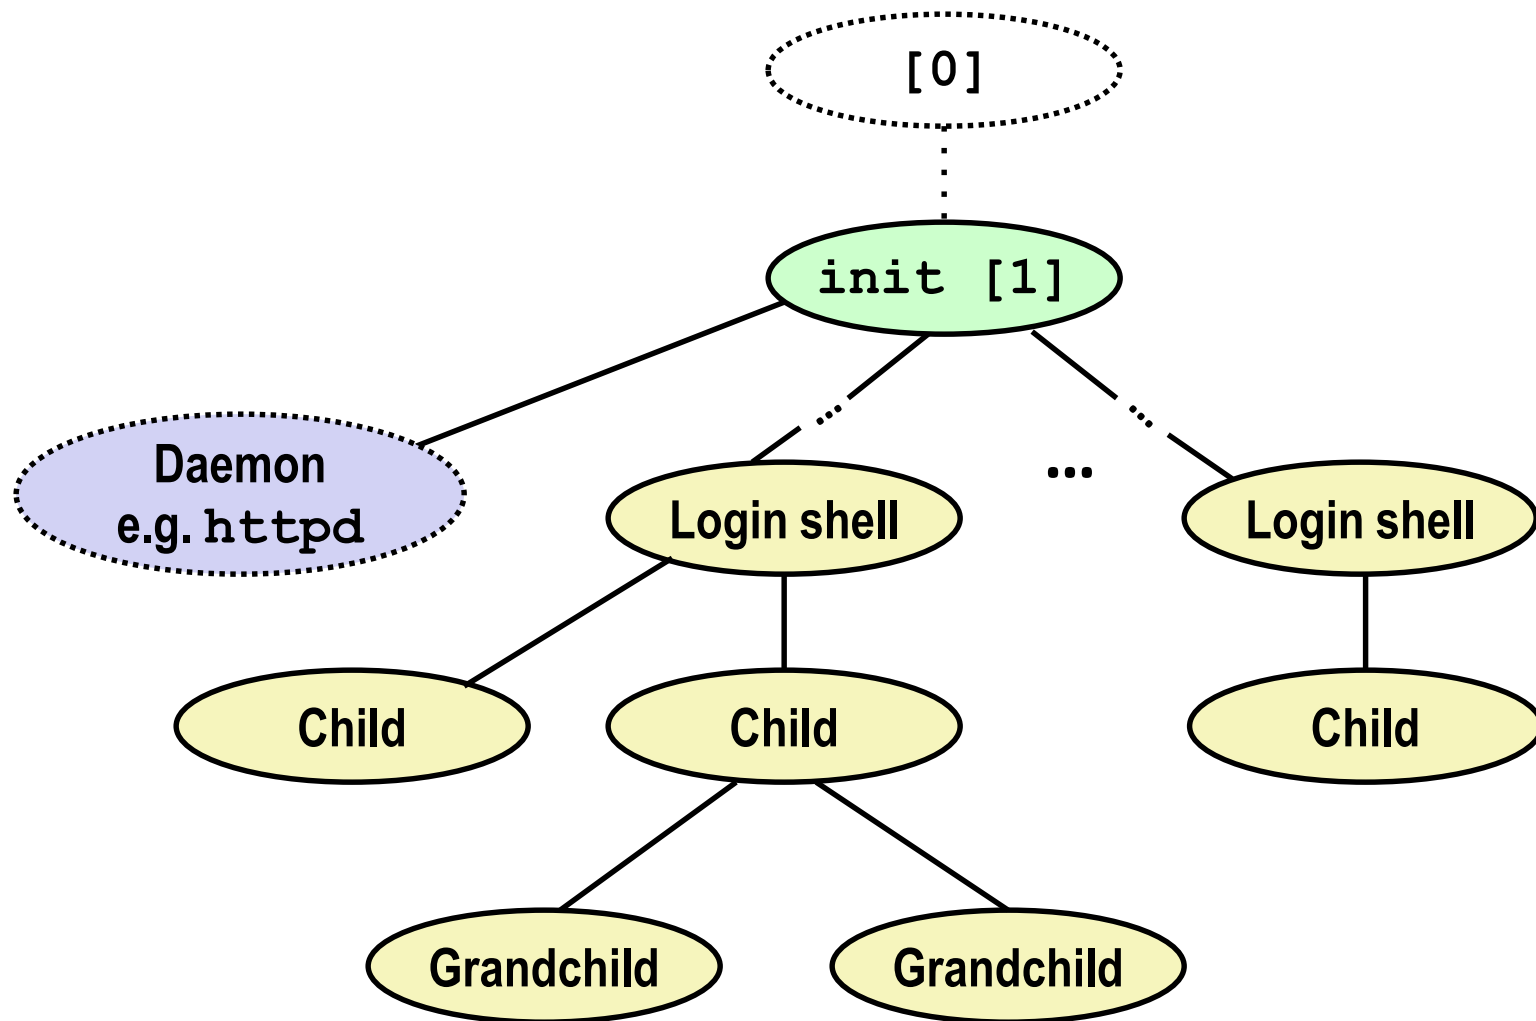 [0]
init [1]
Daemon
e.g. httpd
...
...
...
Login shell
Login shell
Child
Child
Child
Grandchild
Grandchild